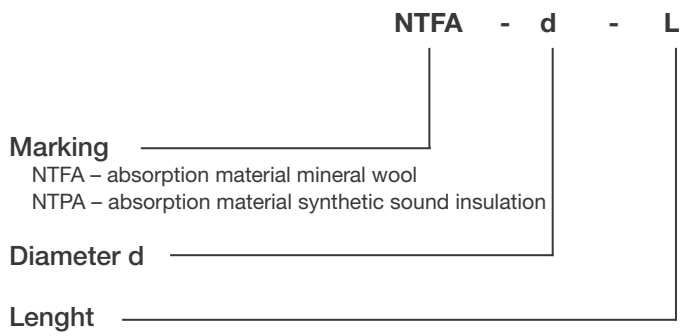 NTFA - d - L
Marking
NTFA – absorption material mineral wool
NTPA – absorption material synthetic sound insulation
Diameter d
Lenght